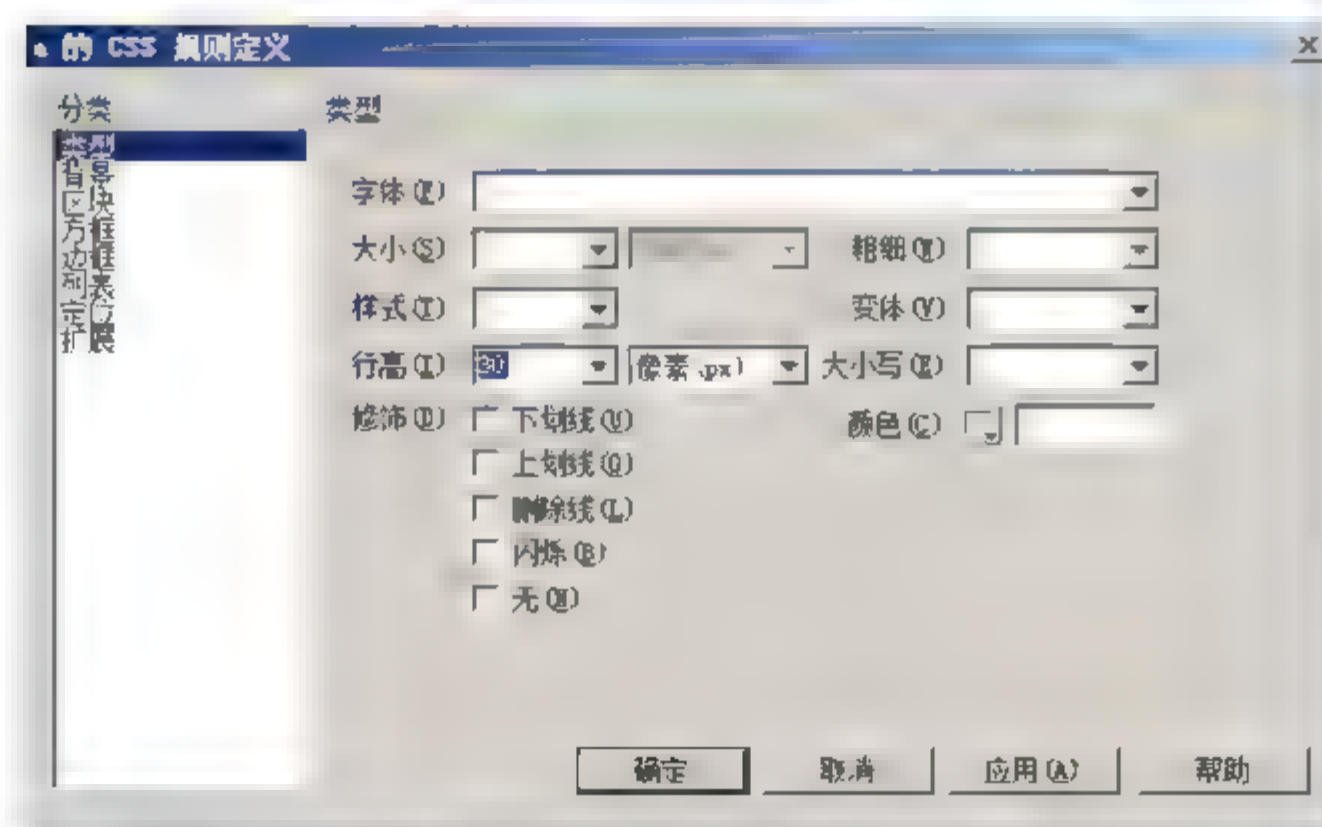 的 CSS 规则定义
分类
类型
背景
区块
方框
边框
列表
定位
扩展
类型
字体(F)
大小(S)
粗细(W)
样式(T)
变体(V)
行高(I) 像素(px)
大小写(E)
修饰(D)
下划线(U)
颜色(C)
上划线(O)
删除线(L)
闪烁(B)
无(N)
确定
取消
应用(A)
帮助